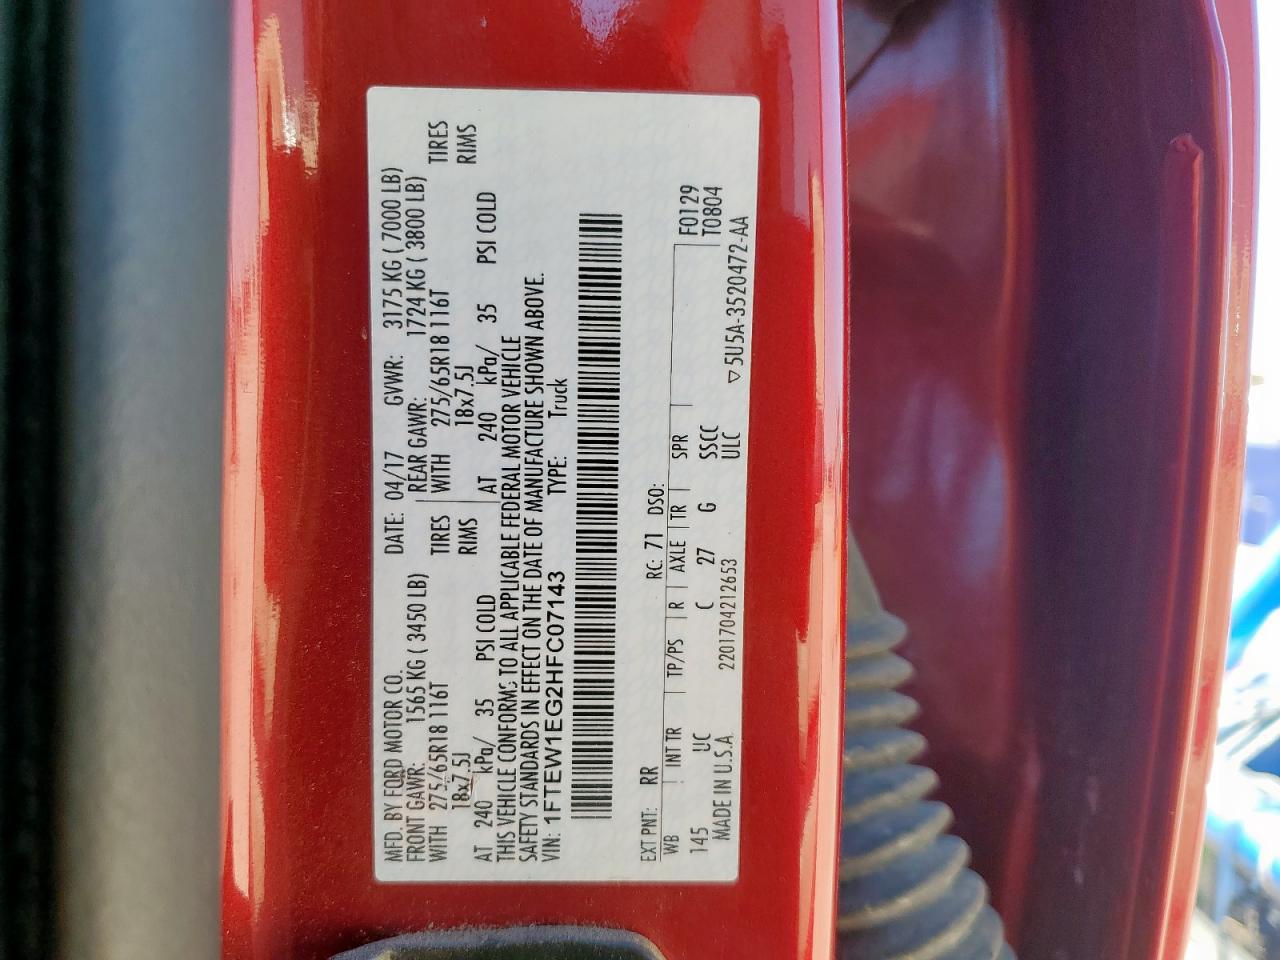 MFD. BY FORD MOTOR CO. DATE: 04/17 GVWR: 3175 KG ( 7000 LB)
FRONT GAWR: 1565 KG ( 3450 LB) REAR GAWR: 1724 KG ( 3800 LB)
WITH 275/65R18 116T TIRES WITH 275/65R18 116T TIRES
18x7.5J RIMS 18x7.5J RIMS
AT 240 kPa/ 35 PSI COLD AT 240 kPa/ 35 PSI COLD
THIS VEHICLE CONFORMS TO ALL APPLICABLE FEDERAL MOTOR VEHICLE
SAFETY STANDARDS IN EFFECT ON THE DATE OF MANUFACTURE SHOWN ABOVE.
VIN: 1FTEW1EG2HFC07143 TYPE: Truck
EXT PNT: RR RC: 71 DSO: F0129
WB INT TR TP/PS R AXLE TR SPR T0804
145 UC C 27 G SSCC
MADE IN U.S.A. 2201704212653 ULC ▽5U5A-3520472-AA